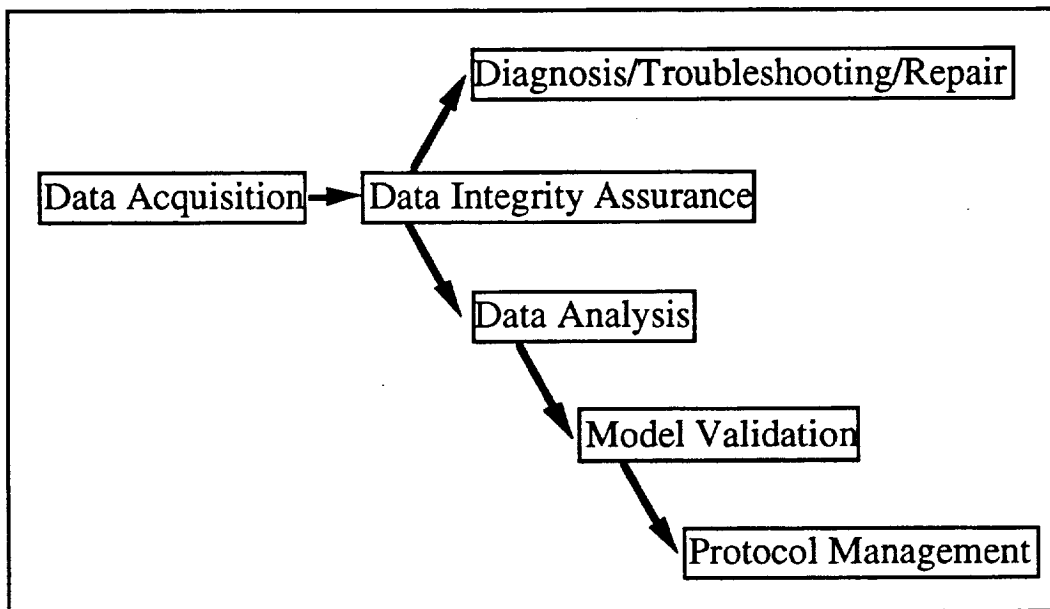 Diagnosis/Troubleshooting/Repair
Data Acquisition
Data Integrity Assurance
Data Analysis
Model Validation
Protocol Management